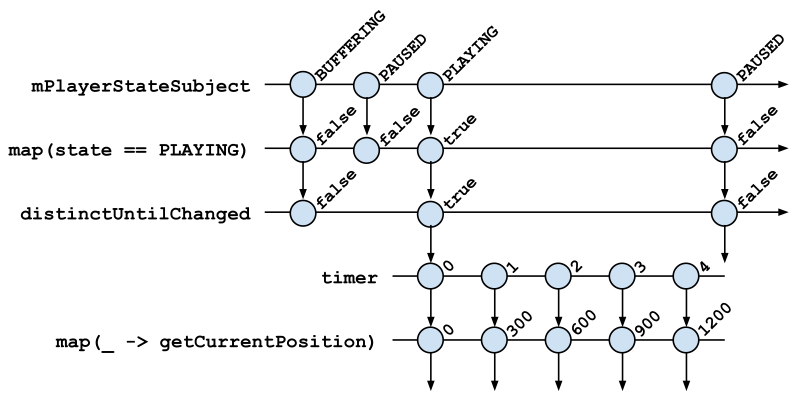 BUFFERING PAUSED PLAYING PAUSED
mPlayerStateSubject
false false true false
map(state == PLAYING)
false true false
distinctUntilChanged
0 1 2 3 4
timer
0 300 600 900 1200
map(_ -> getCurrentPosition)